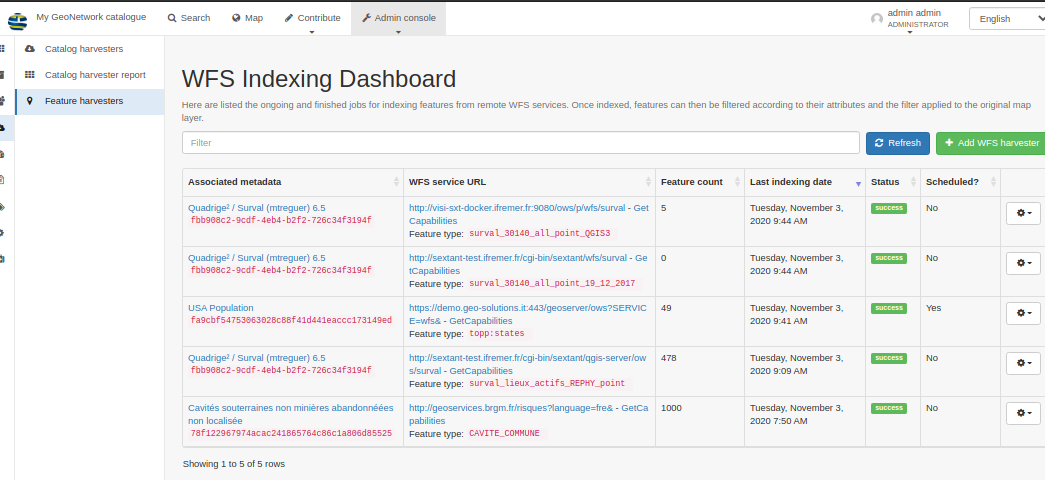 My GeoNetwork catalogue
Search
Map
Contribute
Admin console
admin admin
ADMINISTRATOR
English
Catalog harvesters
Catalog harvester report
Feature harvesters
WFS Indexing Dashboard
Here are listed the ongoing and finished jobs for indexing features from remote WFS services. Once indexed, features can then be filtered according to their attributes and the filter applied to the original map
layer.
Filter
Refresh
Add WFS harvester
Associated metadata
WFS service URL
Feature count
Last indexing date
Status
Scheduled?
Quadrige² / Surval (mtreguer) 6.5
fbb908c2-9cdf-4eb4-b2f2-726c34f3194f
http://visi-sxt-docker.ifremer.fr:9080/ows/p/wfs/surval - Get
Capabilities
Feature type: surval_30140_all_point_QGIS3
5
Tuesday, November 3,
2020 9:44 AM
success
No
Quadrige² / Surval (mtreguer) 6.5
fbb908c2-9cdf-4eb4-b2f2-726c34f3194f
http://sextant-test.ifremer.fr/cgi-bin/sextant/wfs/surval - Ge
tCapabilities
Feature type: surval_30140_all_point_19_12_2017
0
Tuesday, November 3,
2020 9:44 AM
success
No
USA Population
fa9cbf54753063028c88f41d441eaccc173149ed
https://demo.geo-solutions.it:443/geoserver/ows?SERVIC
E=wfs& - GetCapabilities
Feature type: topp:states
49
Tuesday, November 3,
2020 9:41 AM
success
Yes
Quadrige² / Surval (mtreguer) 6.5
fbb908c2-9cdf-4eb4-b2f2-726c34f3194f
http://sextant-test.ifremer.fr/cgi-bin/sextant/qgis-server/ow
s/surval - GetCapabilities
Feature type: surval_lieux_actifs_REPHY_point
478
Tuesday, November 3,
2020 9:09 AM
success
No
Cavités souterraines non minières abandonnéées
non localisée
78f122967974acac241865764c86c1a806d85525
http://geoservices.brgm.fr/risques?language=fre& - GetCa
pabilities
Feature type: CAVITE_COMMUNE
1000
Tuesday, November 3,
2020 7:50 AM
success
No
Showing 1 to 5 of 5 rows